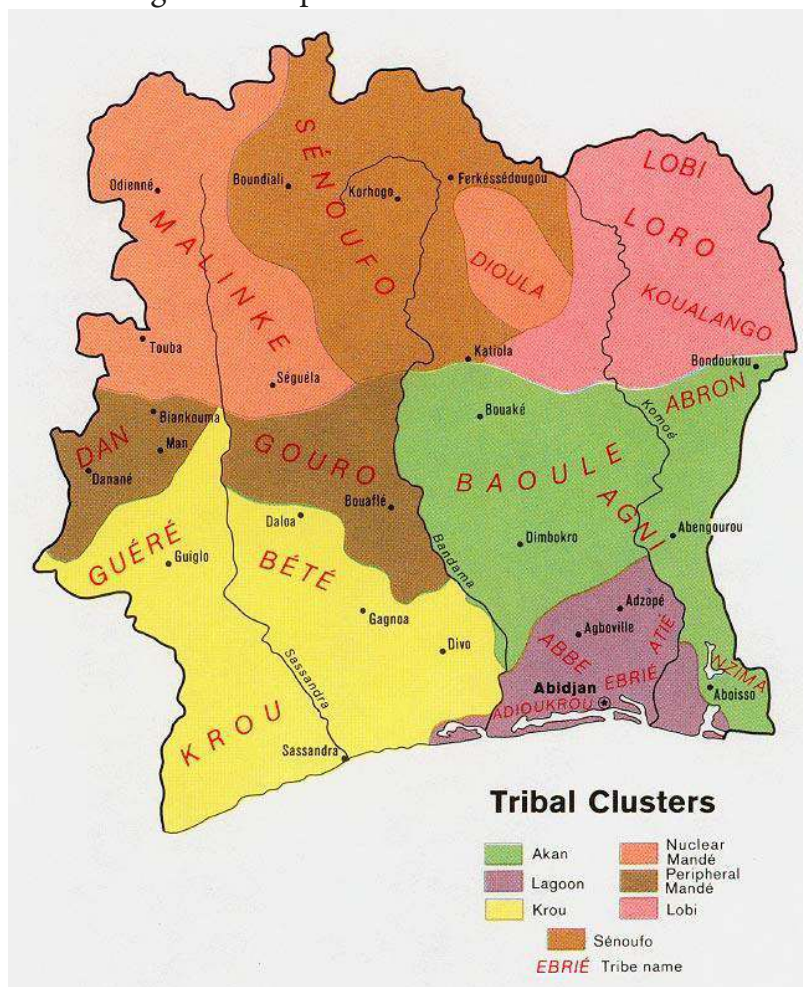 SÉNOUFO
LOBI
Odienné
Boundiali
Korhogo
Ferkéssédougou
MALINKE
LORO
DIOULA
KOUALANGO
Touba
Séguéla
Katiola
Bondoukou
ABRON
Biankouma
Bouaké
Komoé
DAN
Man
GOURO
Danané
BAOULE
Bouaflé
AGNI
Daloa
Dimbokro
Abengourou
GUÉRÉ
Guiglo
BÉTÉ
Bandama
Gagnoa
Adzopé
Agboville
Divo
ABBE
ATIÉ
Sassandra
EBRIÉ
NZIMA
Abidjan
Aboisso
ADIOUKROU
KROU
Sassandra
Tribal Clusters
Akan
Nuclear
Mandé
Lagoon
Peripheral
Mandé
Krou
Lobi
Sénoufo
EBRIÉ Tribe name